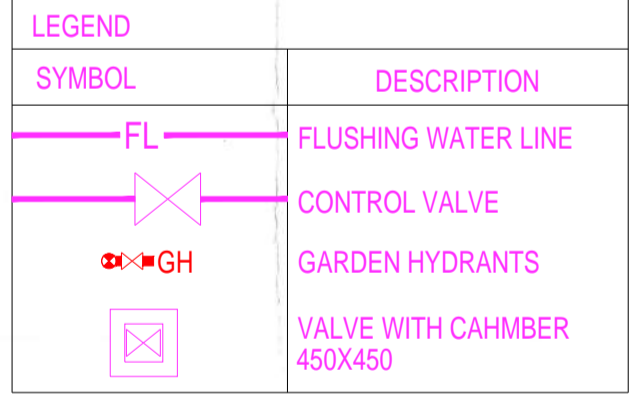 LEGEND
SYMBOL DESCRIPTION
FL FLUSHING WATER LINE
CONTROL VALVE
GH GARDEN HYDRANTS
VALVE WITH CAHMBER
450X450